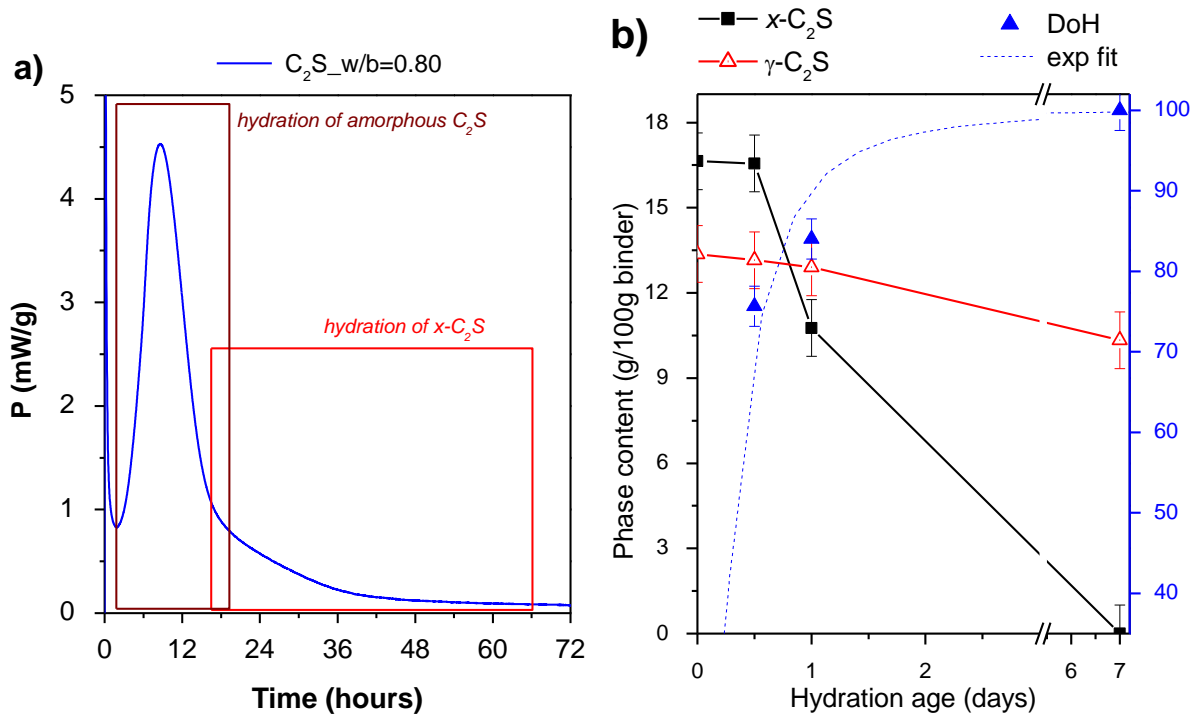 a)
C₂S_w/b=0.80
hydration of amorphous C₂S
hydration of x-C₂S
P (mW/g)
5
4
3
2
1
0
0 12 24 36 48 60 72
Time (hours)
b)
x-C₂S
γ-C₂S
DoH
exp fit
Phase content (g/100g binder)
18
15
12
9
6
3
0
100
90
80
70
60
50
40
0 1 2 6 7
Hydration age (days)